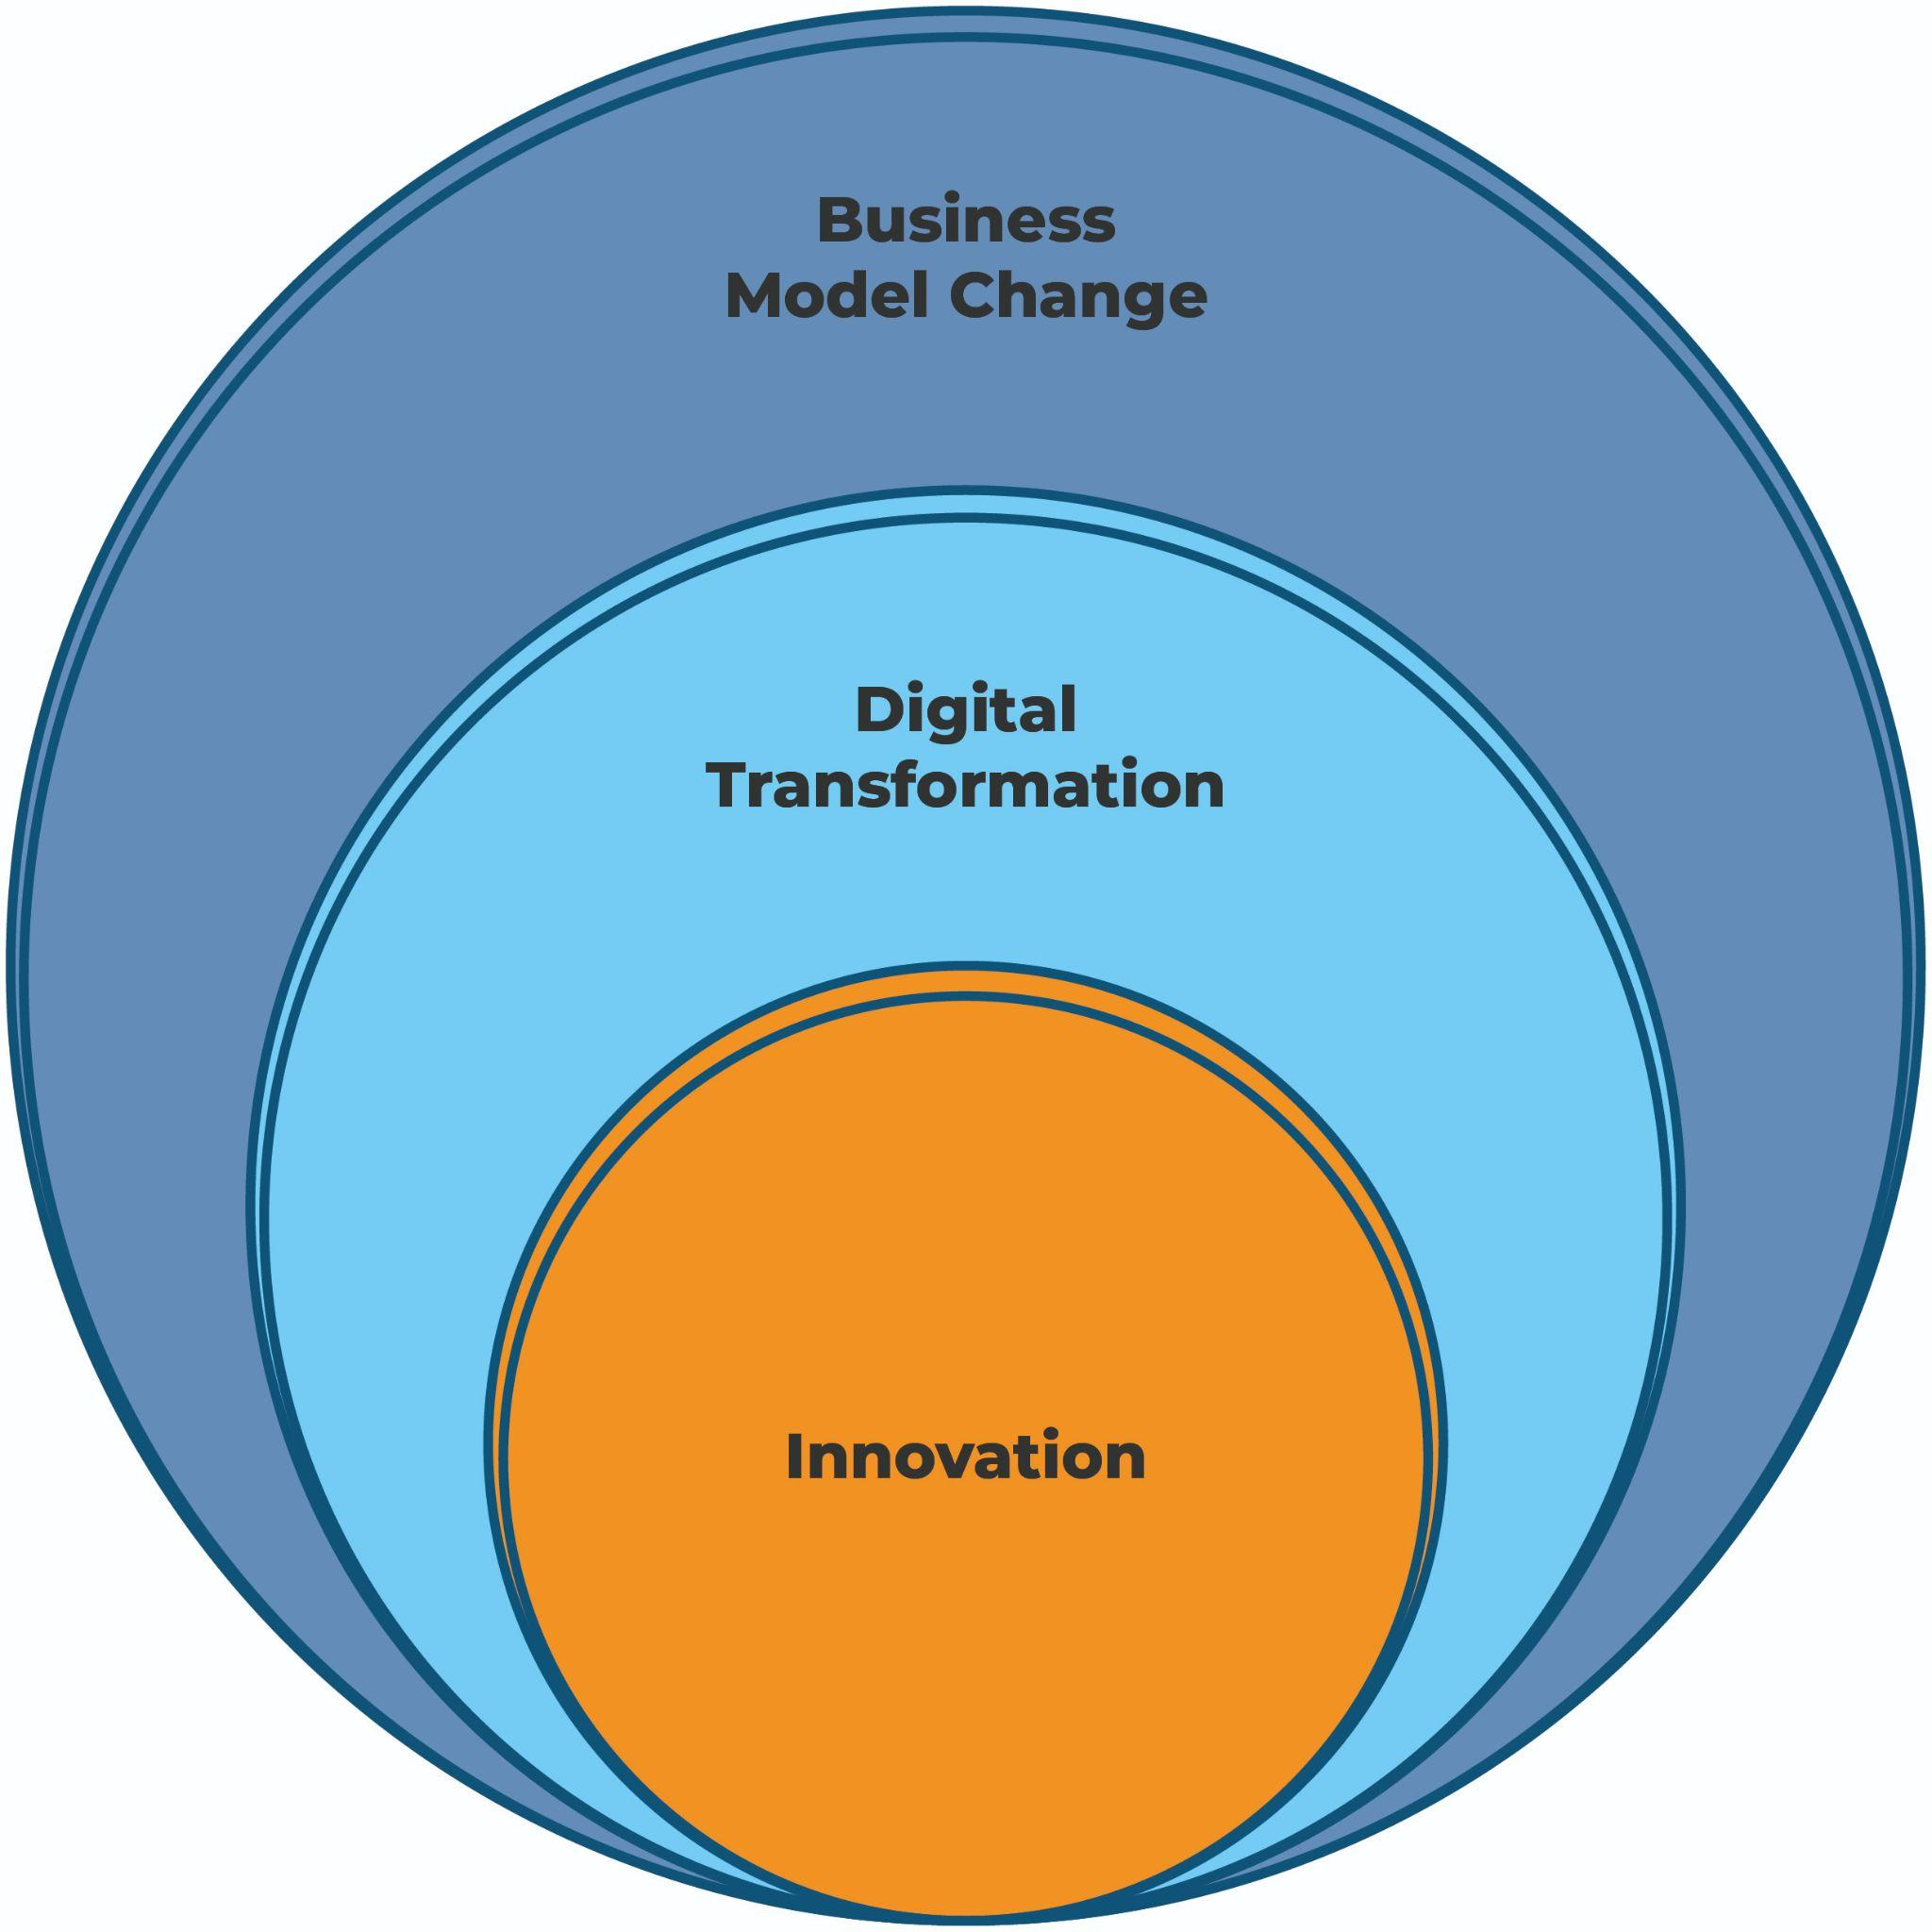 Business
Model Change
Digital
Transformation
Innovation